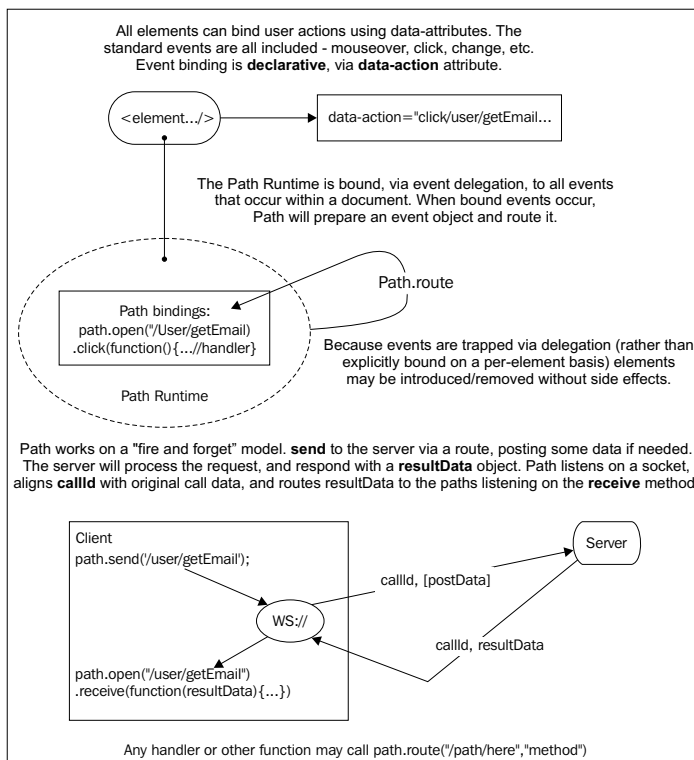 All elements can bind user actions using data-attributes. The
standard events are all included - mouseover, click, change, etc.
Event binding is declarative, via data-action attribute.
<element.../>
data-action="click/user/getEmail...
The Path Runtime is bound, via event delegation, to all events
that occur within a document. When bound events occur,
Path will prepare an event object and route it.
Path.route
Path bindings:
path.open("/User/getEmail)
.click(function(){...//handler}
Path Runtime
Because events are trapped via delegation (rather than
explicitly bound on a per-element basis) elements
may be introduced/removed without side effects.
Path works on a "fire and forget” model. send to the server via a route, posting some data if needed.
The server will process the request, and respond with a resultData object. Path listens on a socket,
aligns callId with original call data, and routes resultData to the paths listening on the receive method
Client
path.send('/user/getEmail');
Server
callId, [postData]
WS://
callId, resultData
path.open("/user/getEmail")
.receive(function(resultData){...})
Any handler or other function may call path.route("/path/here","method")